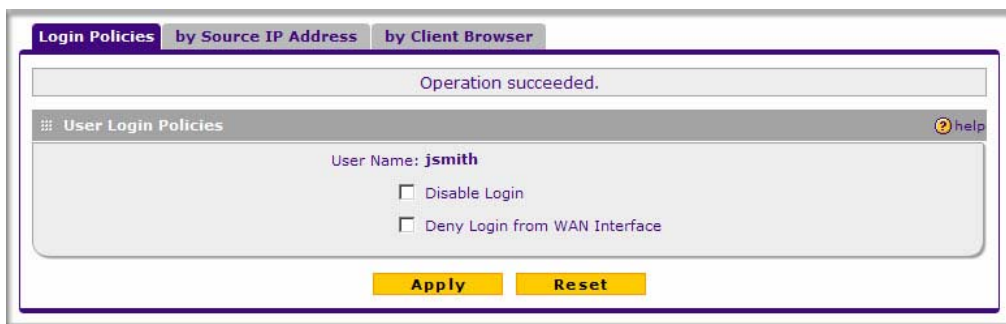 Login Policies by Source IP Address by Client Browser
Operation succeeded.
User Login Policies ? help
User Name: jsmith
Disable Login
Deny Login from WAN Interface
Apply Reset